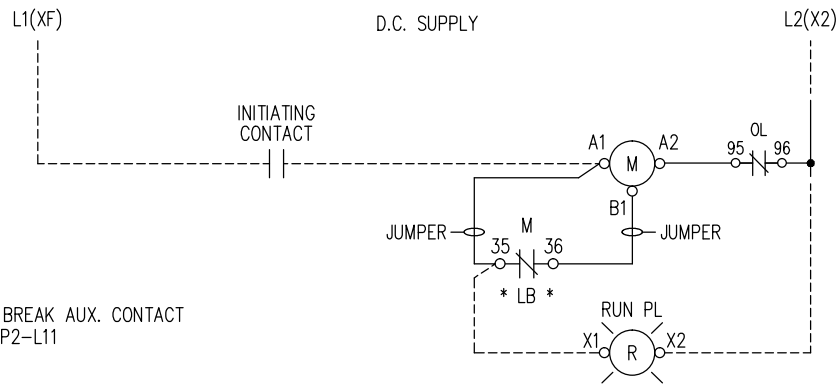 L1(XF)
D.C. SUPPLY
L2(X2)
INITIATING
CONTACT
OL
A1
M
A2
95
96
B1
JUMPER
M
JUMPER
35
36
* LB *
BREAK AUX. CONTACT
P2-L11
RUN PL
X1
R
X2